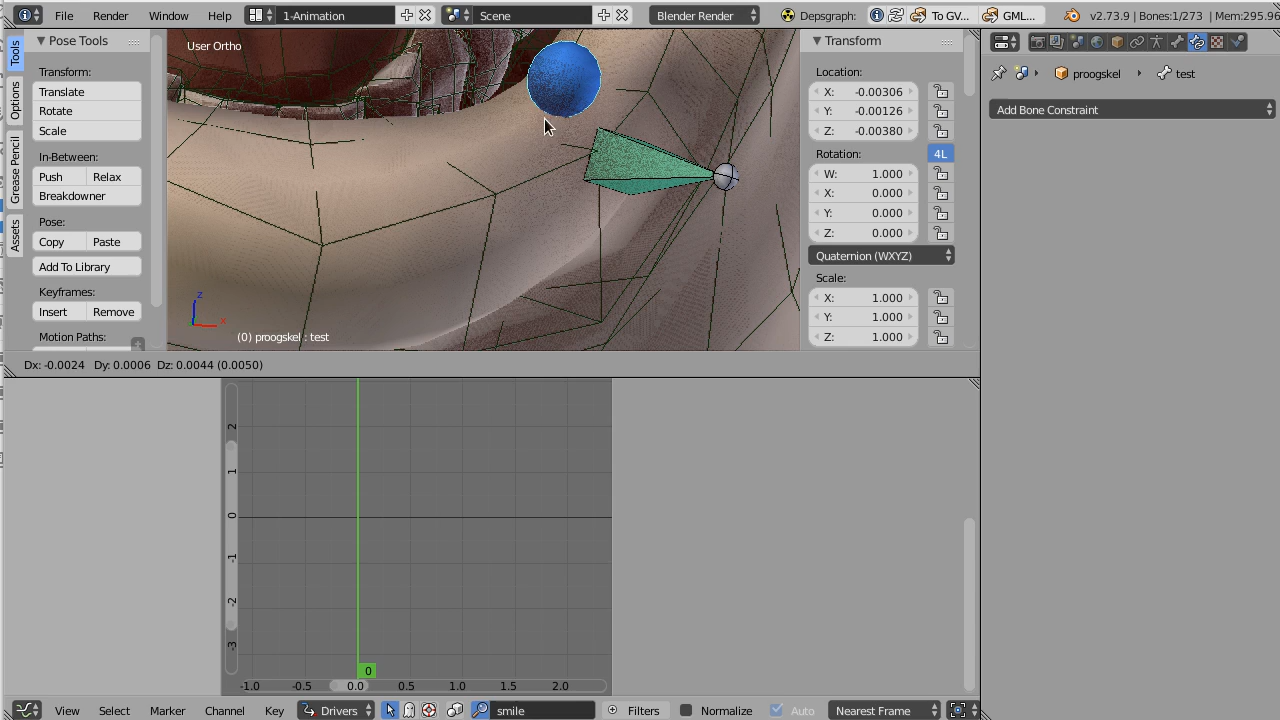 File Render Window Help 1-Animation Scene Blender Render Depsgraph: To GV... GML... v2.73.9 | Bones:1/273 | Mem:295.96
Tools
Options
Grease Pencil
Assets
Pose Tools
Transform:
Translate
Rotate
Scale
In-Between:
Push Relax
Breakdowner
Pose:
Copy Paste
Add To Library
Keyframes:
Insert Remove
Motion Paths:
User Ortho
z
x
(0) proogskel : test
Transform
Location:
X: -0.00306
Y: -0.00126
Z: -0.00380
Rotation: 4L
W: 1.000
X: 0.000
Y: 0.000
Z: 0.000
Quaternion (WXYZ)
Scale:
X: 1.000
Y: 1.000
Z: 1.000
proogskel test
Add Bone Constraint
Dx: -0.0024 Dy: 0.0006 Dz: 0.0044 (0.0050)
2
1
0
-1
-2
-3
0
-1.0 -0.5 0.0 0.5 1.0 1.5 2.0
View Select Marker Channel Key Drivers smile Filters Normalize Auto Nearest Frame